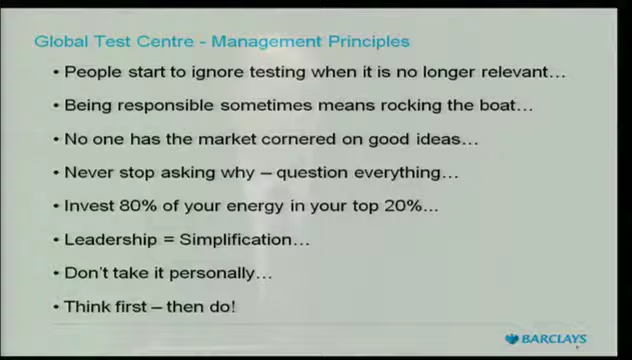 Global Test Centre - Management Principles
• People start to ignore testing when it is no longer relevant...
• Being responsible sometimes means rocking the boat...
• No one has the market cornered on good ideas...
• Never stop asking why – question everything...
• Invest 80% of your energy in your top 20%...
• Leadership = Simplification...
• Don't take it personally...
• Think first – then do!
BARCLAYS